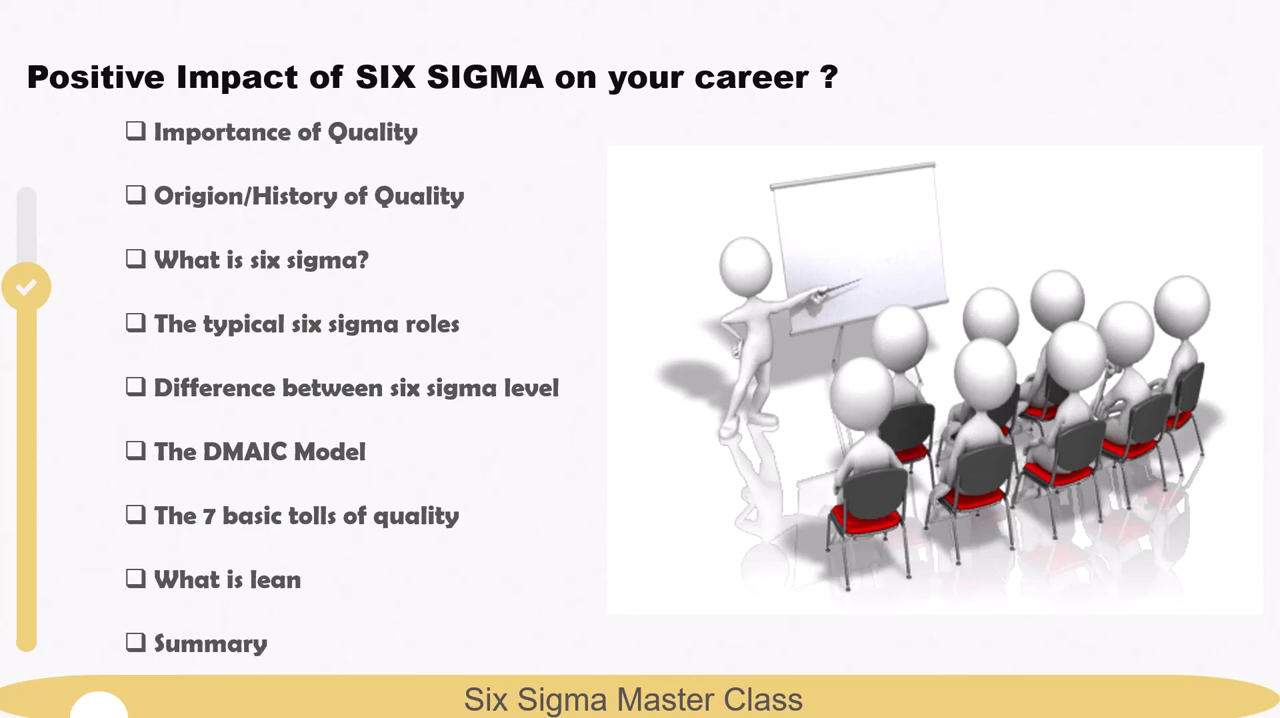 Positive Impact of SIX SIGMA on your career ?
Importance of Quality
Origion/History of Quality
What is six sigma?
The typical six sigma roles
Difference between six sigma level
The DMAIC Model
The 7 basic tolls of quality
What is lean
Summary
Six Sigma Master Class